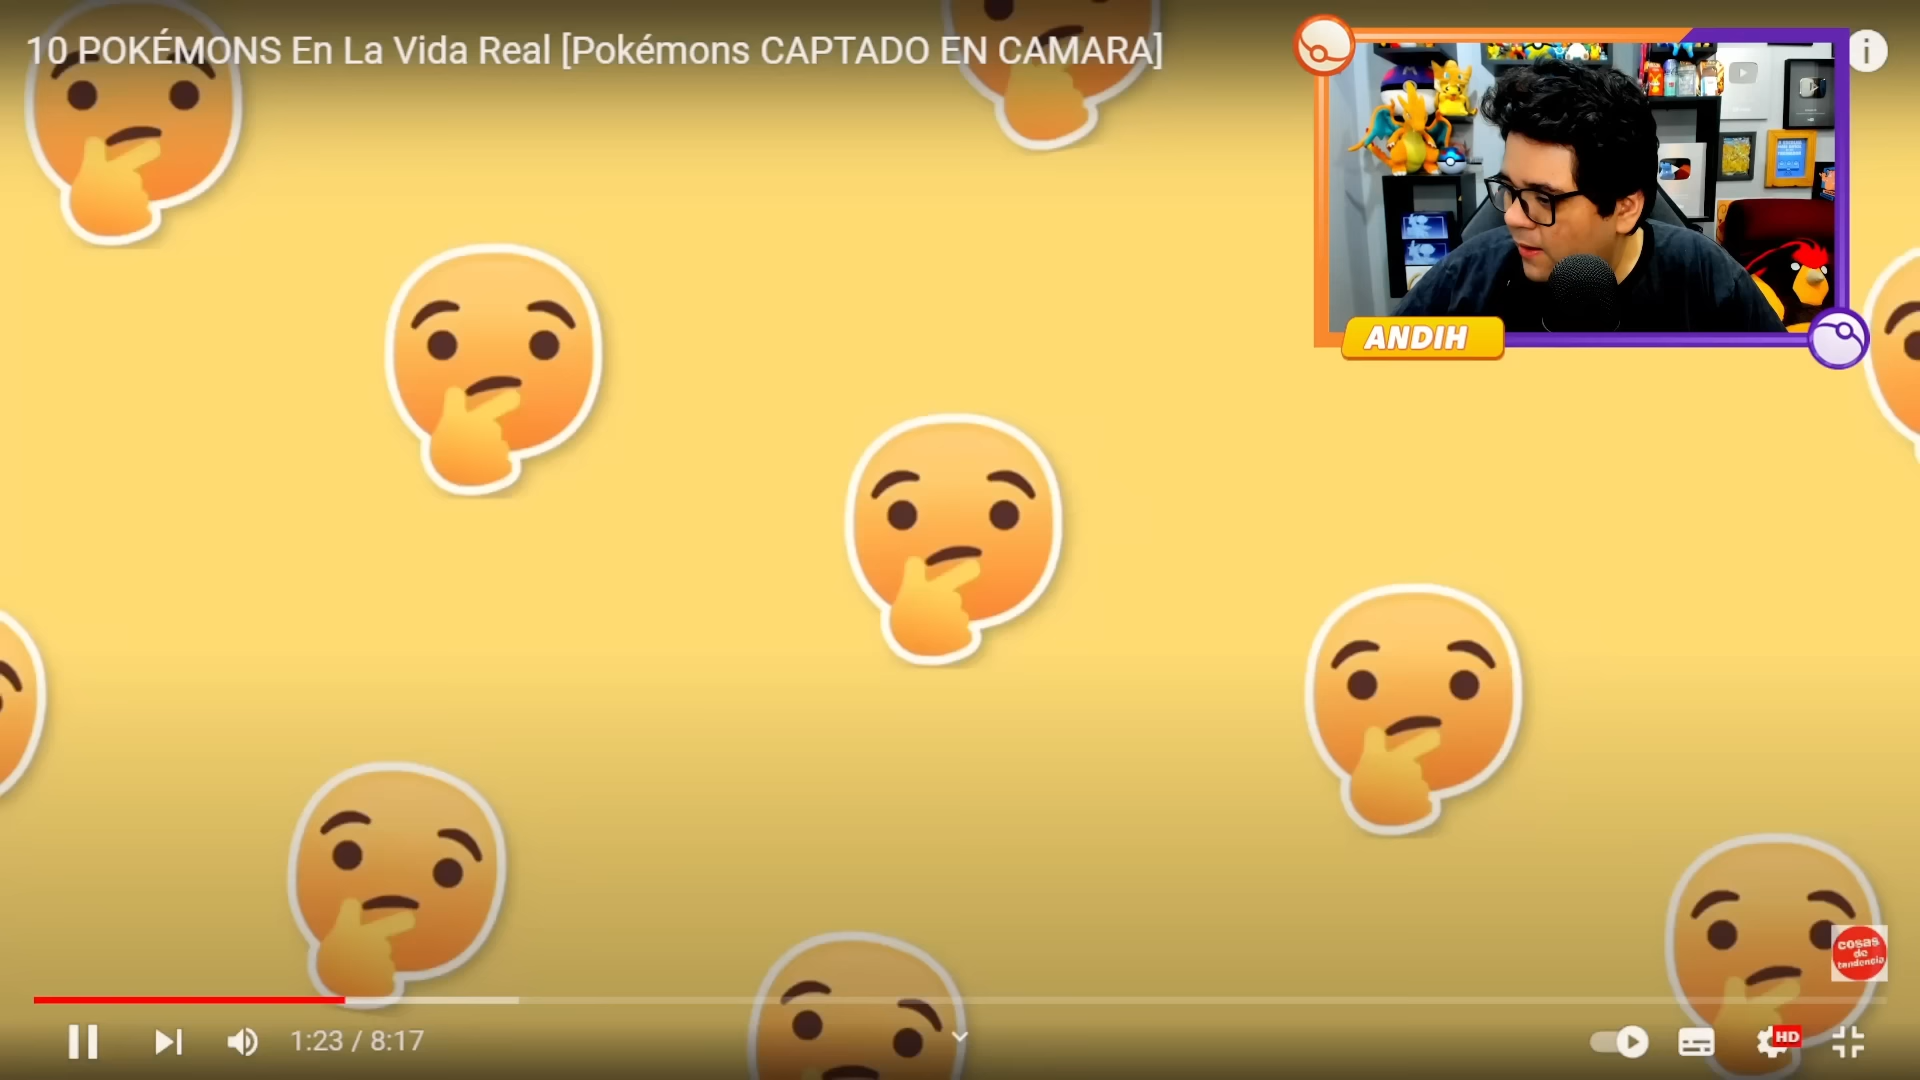 10 POKÉMONS En La Vida Real [Pokémons CAPTADO EN CAMARA]
ANDIH
cosas
de
tendencia
1:23 / 8:17
HD